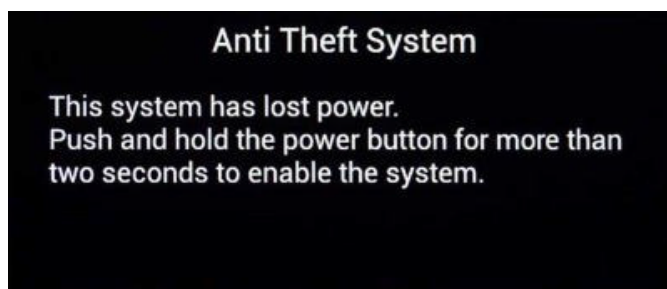 Anti Theft System
This system has lost power.
Push and hold the power button for more than
two seconds to enable the system.